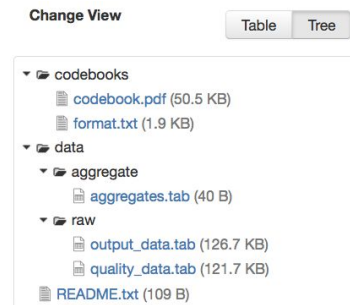 Change View
Table Tree
codebooks
codebook.pdf (50.5 KB)
format.txt (1.9 KB)
data
aggregate
aggregates.tab (40 B)
raw
output_data.tab (126.7 KB)
quality_data.tab (121.7 KB)
README.txt (109 B)